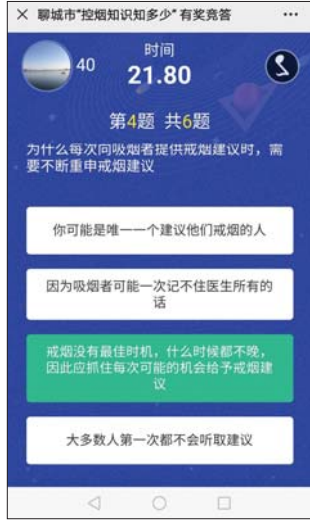 聊城市“控烟知识知多少”有奖竞答
40
时间
21.80
第4题 共6题
为什么每次向吸烟者提供戒烟建议时，需
要不断重申戒烟建议
你可能是唯一一个建议他们戒烟的人
因为吸烟者可能一次记不住医生所有的
话
戒烟没有最佳时机，什么时候都不晚，
因此应抓住每次可能的机会给予戒烟建
议
大多数人第一次都不会听取建议